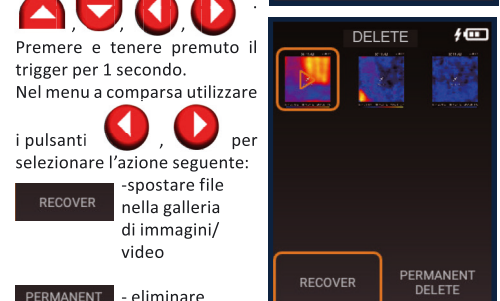 , , , .
Premere e tenere premuto il
trigger per 1 secondo.
Nel menu a comparsa utilizzare
i pulsanti , per
selezionare l'azione seguente:
RECOVER
-spostare file
nella galleria
di immagini/
video
PERMANENT
- eliminare
DELETE
RECOVER
PERMANENT
DELETE